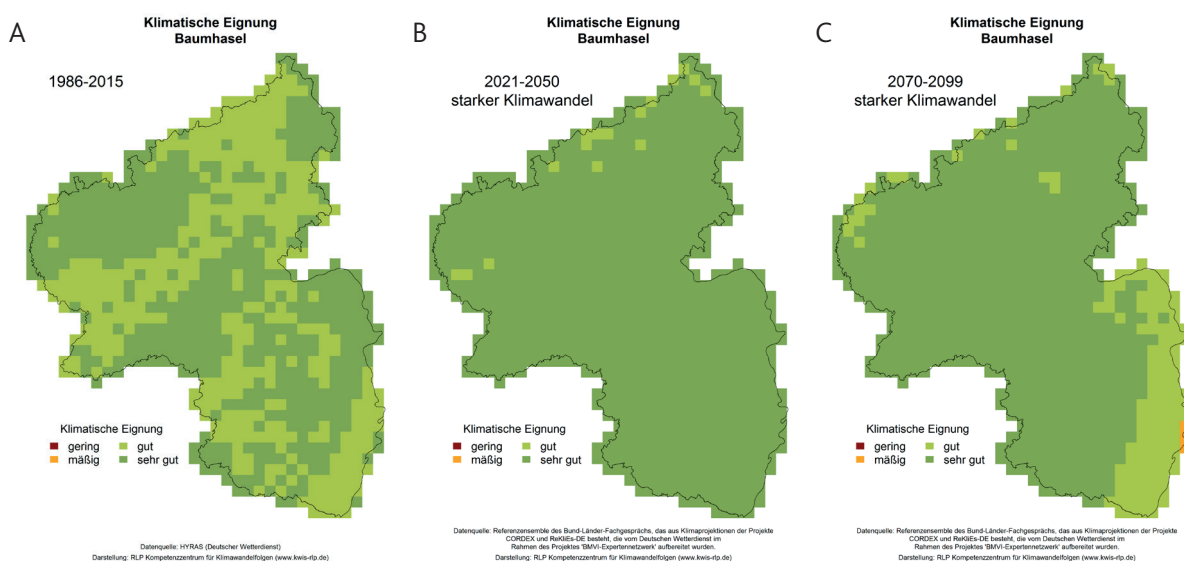 A
Klimatische Eignung
Baumhasel
1986-2015
Klimatische Eignung
gering
gut
mäßig
sehr gut
Datenquelle: HYRAS (Deutscher Wetterdienst)
Darstellung: RLP Kompetenzzentrum für Klimawandelfolgen (www.kwis-rlp.de)
B
Klimatische Eignung
Baumhasel
2021-2050
starker Klimawandel
Klimatische Eignung
gering
gut
mäßig
sehr gut
Datenquelle: Referenzensemble des Bund-Länder-Fachgesprächs, das aus Klimaprojektionen der Projekte
CORDEX und ReKliEs-DE besteht, die vom Deutschen Wetterdienst im
Rahmen des Projektes 'BMVI-Expertennetzwerk' aufbereitet wurden.
Darstellung: RLP Kompetenzzentrum für Klimawandelfolgen (www.kwis-rlp.de)
C
Klimatische Eignung
Baumhasel
2070-2099
starker Klimawandel
Klimatische Eignung
gering
gut
mäßig
sehr gut
Datenquelle: Referenzensemble des Bund-Länder-Fachgesprächs, das aus Klimaprojektionen der Projekte
CORDEX und ReKliEs-DE besteht, die vom Deutschen Wetterdienst im
Rahmen des Projektes 'BMVI-Expertennetzwerk' aufbereitet wurden.
Darstellung: RLP Kompetenzzentrum für Klimawandelfolgen (www.kwis-rlp.de)